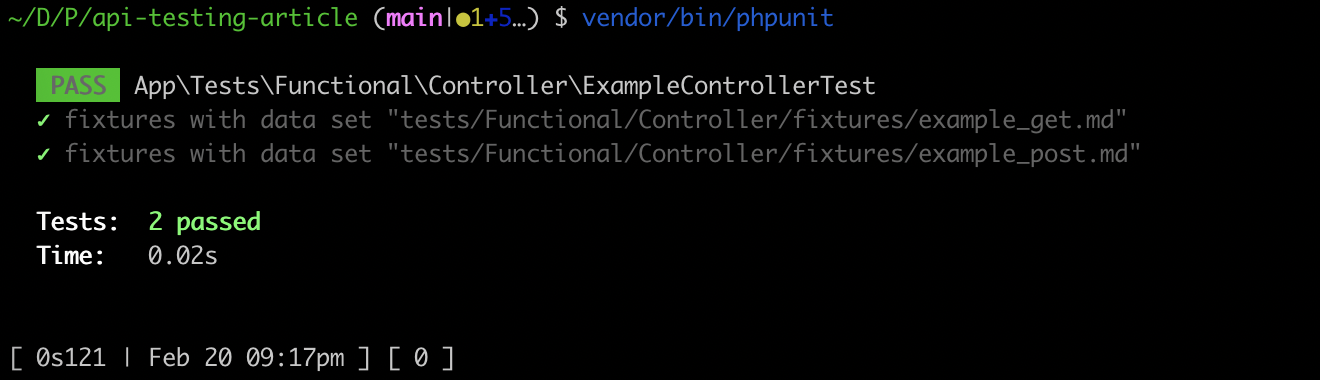 ~/D/P/api-testing-article (main|●1✚5…) $ vendor/bin/phpunit
PASS App\Tests\Functional\Controller\ExampleControllerTest
✓ fixtures with data set "tests/Functional/Controller/fixtures/example_get.md"
✓ fixtures with data set "tests/Functional/Controller/fixtures/example_post.md"
Tests: 2 passed
Time: 0.02s
[ 0s121 | Feb 20 09:17pm ] [ 0 ]